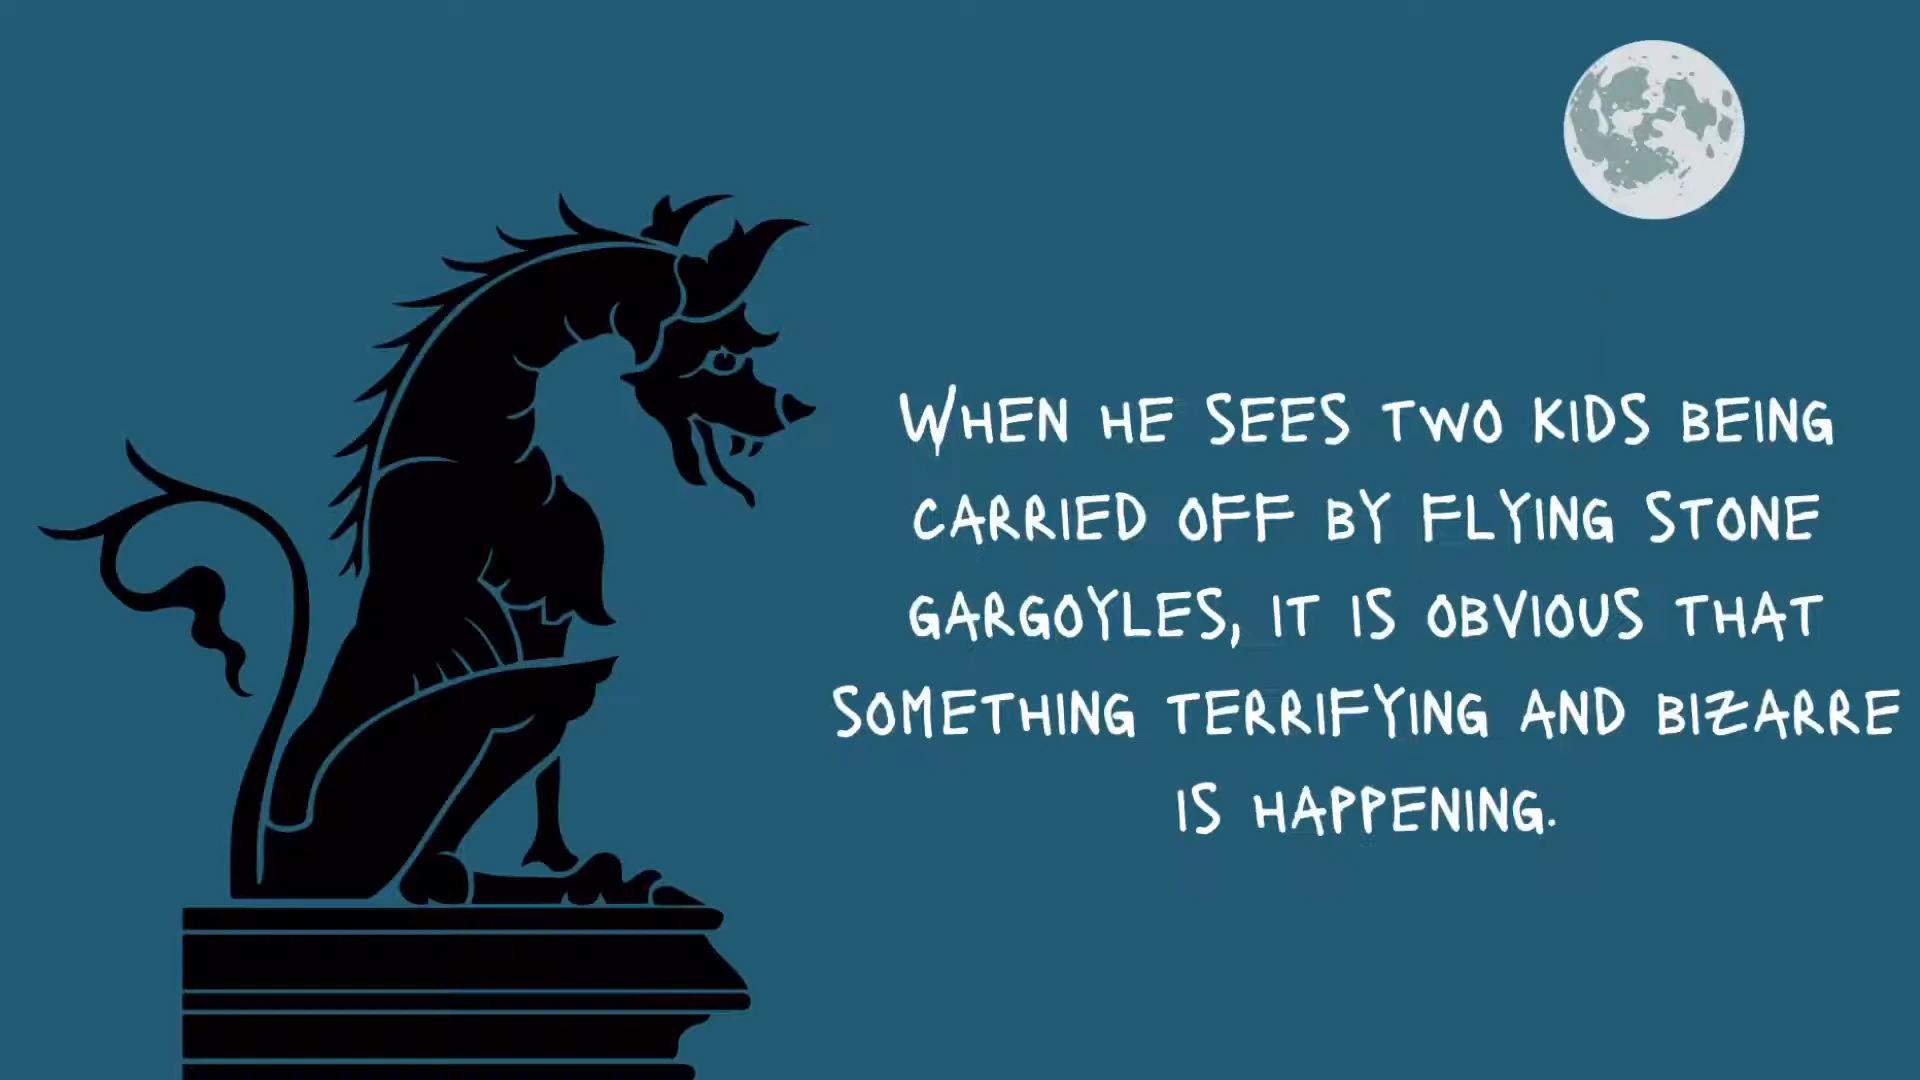 WHEN HE SEES TWO KIDS BEING
CARRIED OFF BY FLYING STONE
GARGOYLES, IT IS OBVIOUS THAT
SOMETHING TERRIFYING AND BIZARRE
IS HAPPENING.